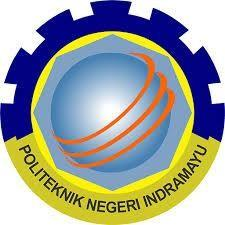 POLITEKNIK NEGERI INDRAMAYU